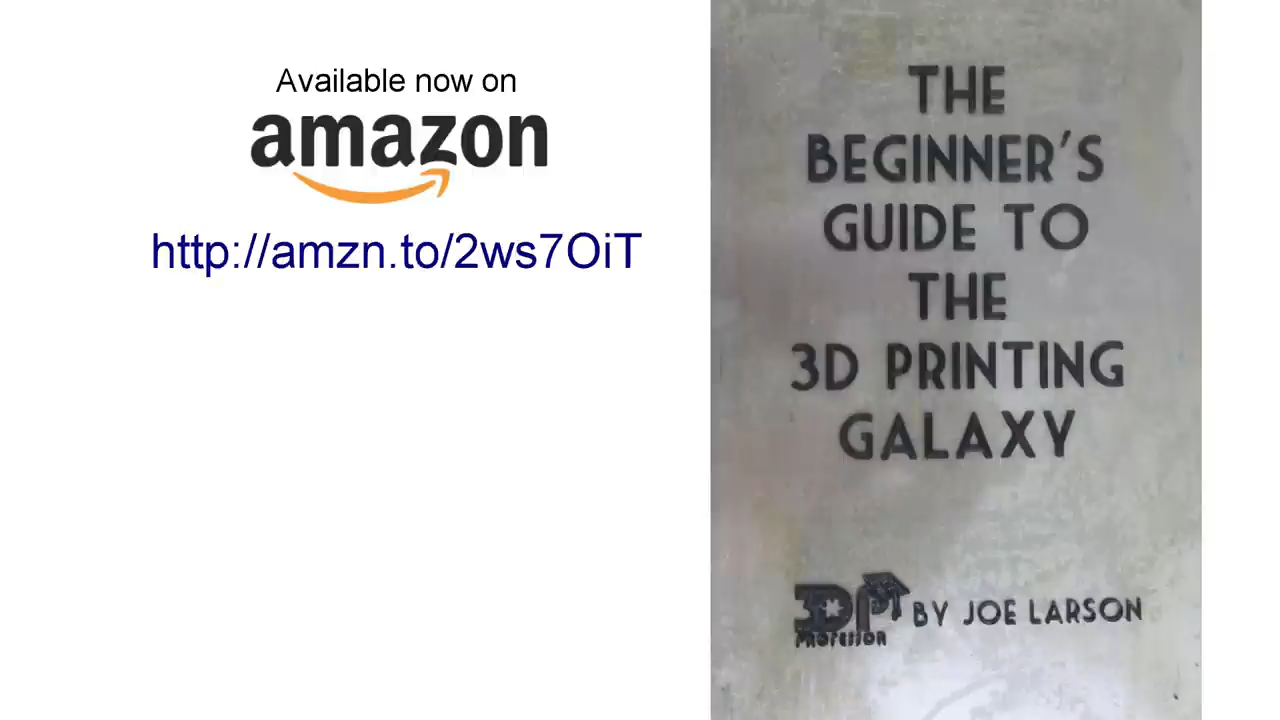 Available now on
amazon
http://amzn.to/2ws7OiT
THE
BEGINNER'S
GUIDE TO
THE
3D PRINTING
GALAXY
3DP
PROFESSOR
BY JOE LARSON